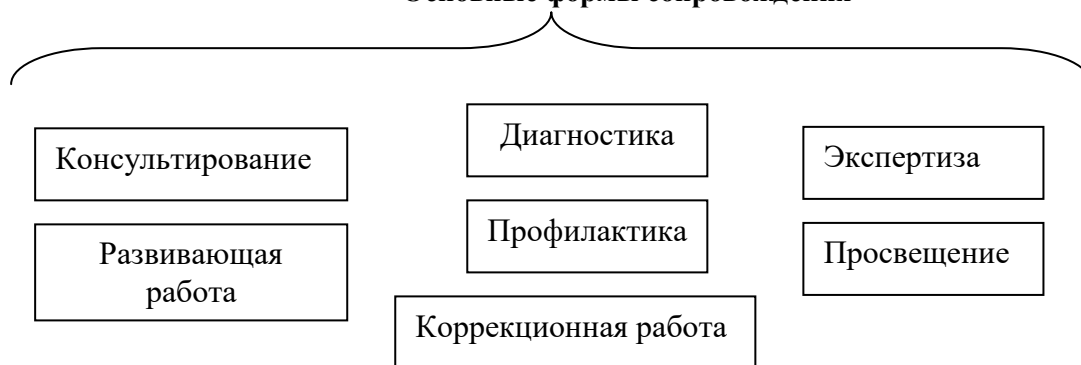 Основные формы сопровождения
Консультирование
Диагностика
Экспертиза
Развивающая
работа
Профилактика
Просвещение
Коррекционная работа